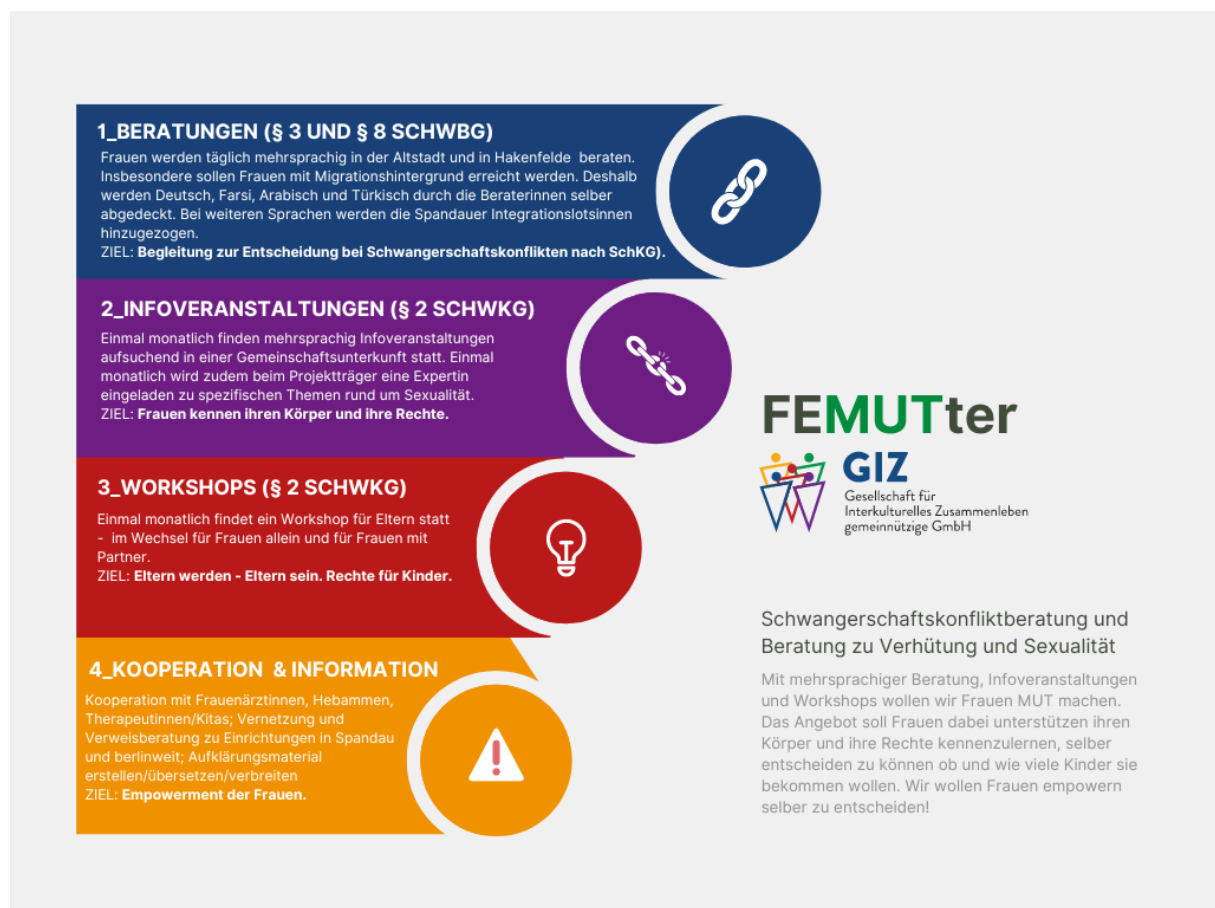 1_BERATUNGEN (§ 3 UND § 8 SCHWBG)
Frauen werden täglich mehrsprachig in der Altstadt und in Hakenfelde beraten.
Insbesondere sollen Frauen mit Migrationshintergrund erreicht werden. Deshalb
werden Deutsch, Farsi, Arabisch und Türkisch durch die Beraterinnen selber
abgedeckt. Bei weiteren Sprachen werden die Spandauer Integrationslotsinnen
hinzugezogen.
ZIEL: Begleitung zur Entscheidung bei Schwangerschaftskonflikten nach SchKG).
2_INFOVERANSTALTUNGEN (§ 2 SCHWKG)
Einmal monatlich finden mehrsprachig Infoveranstaltungen
aufsuchend in einer Gemeinschaftsunterkunft statt. Einmal
monatlich wird zudem beim Projektträger eine Expertin
eingeladen zu spezifischen Themen rund um Sexualität.
ZIEL: Frauen kennen ihren Körper und ihre Rechte.
3_WORKSHOPS (§ 2 SCHWKG)
Einmal monatlich findet ein Workshop für Eltern statt
- im Wechsel für Frauen allein und für Frauen mit
Partner.
ZIEL: Eltern werden - Eltern sein. Rechte für Kinder.
4_KOOPERATION & INFORMATION
Kooperation mit Frauenärztinnen, Hebammen,
Therapeutinnen/Kitas; Vernetzung und
Verweisberatung zu Einrichtungen in Spandau
und berlinweit; Aufklärungsmaterial
erstellen/übersetzen/verbreiten
ZIEL: Empowerment der Frauen.
FEMUTter
GIZ
Gesellschaft für
Interkulturelles Zusammenleben
gemeinnützige GmbH
Schwangerschaftskonfliktberatung und
Beratung zu Verhütung und Sexualität
Mit mehrsprachiger Beratung, Infoveranstaltungen
und Workshops wollen wir Frauen MUT machen.
Das Angebot soll Frauen dabei unterstützen ihren
Körper und ihre Rechte kennenzulernen, selber
entscheiden zu können ob und wie viele Kinder sie
bekommen wollen. Wir wollen Frauen empowern
selber zu entscheiden!